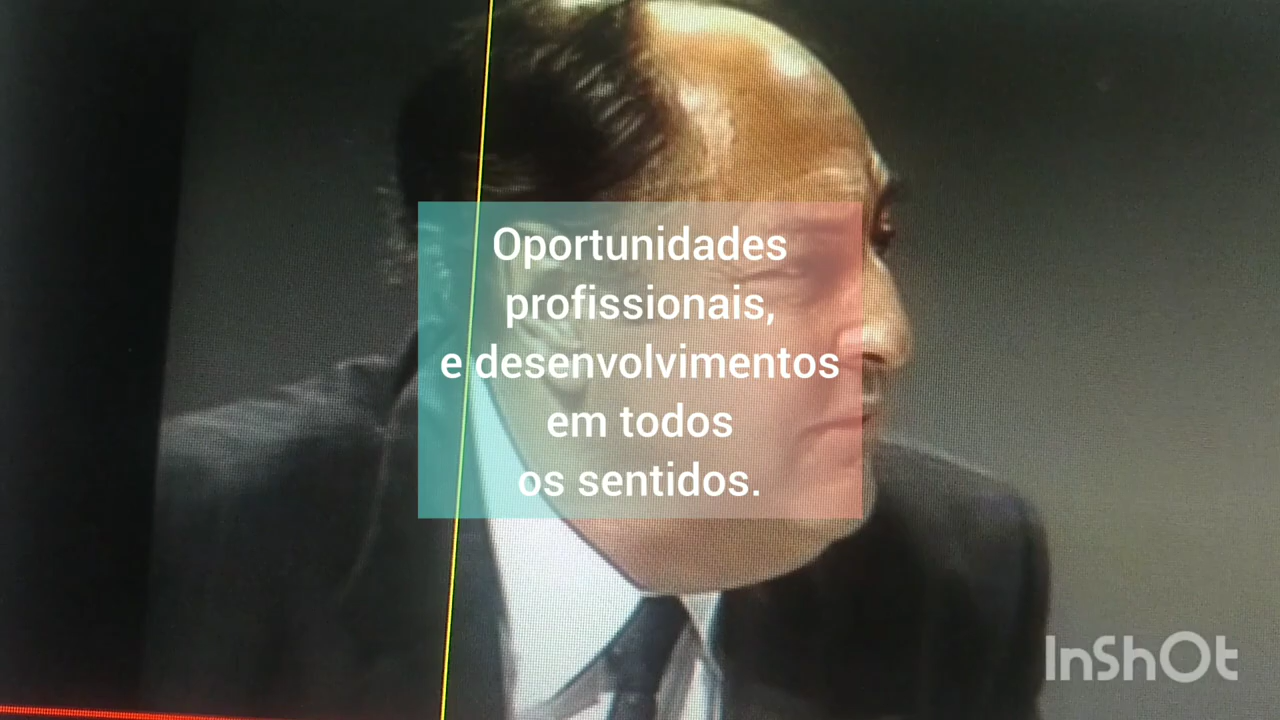 Oportunidades
profissionais,
e desenvolvimentos
em todos
os sentidos.
InShOt